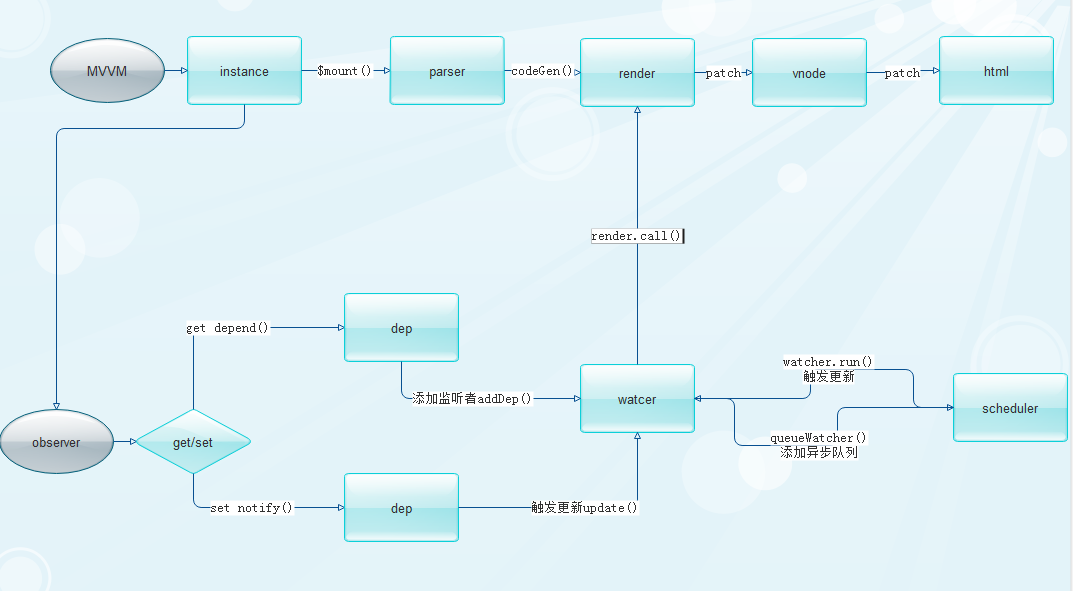 MVVM
instance
$mount()
parser
codeGen()
render
patch
vnode
patch
html
render.call()
get depend()
dep
添加监听者addDep()
watcer
watcher.run()
触发更新
scheduler
queueWatcher()
添加异步队列
observer
get/set
set notify()
dep
触发更新update()